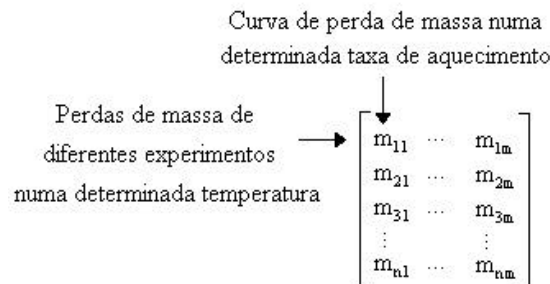 Curva de perda de massa numa
determinada taxa de aquecimento
Perdas de massa de
diferentes experimentos
numa determinada temperatura
m11 ... m1m
m21 ... m2m
m31 ... m3m
⋮ ⋮
mn1 ... mnm